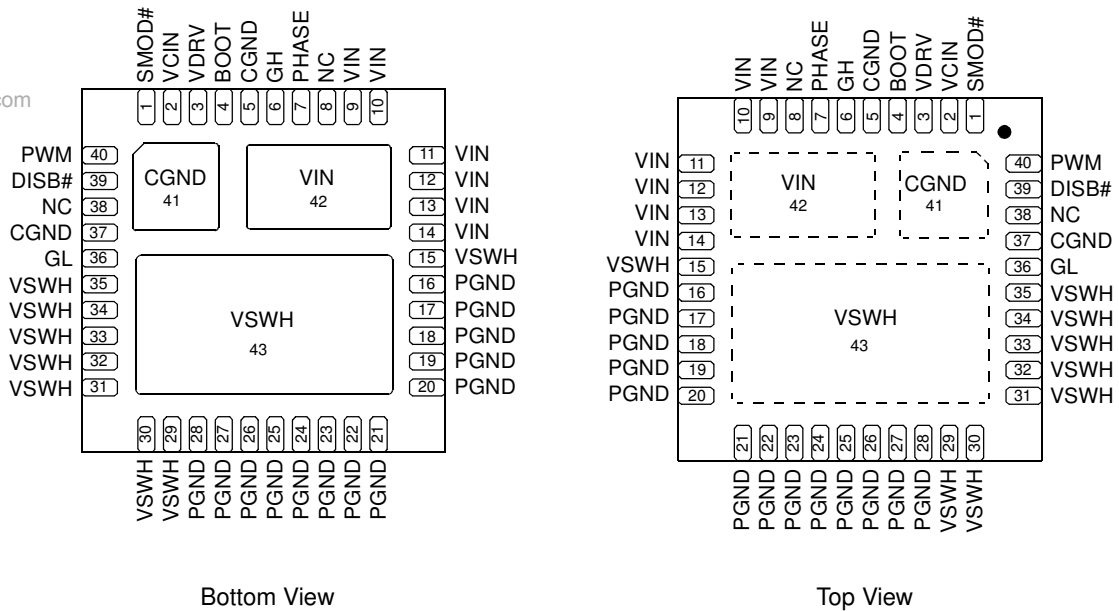 com
SMOD#
VCIN
VDRV
BOOT
CGND
GH
PHASE
NC
VIN
VIN
1
2
3
4
5
6
7
8
9
10
PWM 40
DISB# 39
NC 38
CGND 37
GL 36
VSWH 35
VSWH 34
VSWH 33
VSWH 32
VSWH 31
CGND
41
VIN
42
VSWH
43
11 VIN
12 VIN
13 VIN
14 VIN
15 VSWH
16 PGND
17 PGND
18 PGND
19 PGND
20 PGND
30
29
28
27
26
25
24
23
22
21
VSWH
VSWH
PGND
PGND
PGND
PGND
PGND
PGND
PGND
PGND
Bottom View
VIN
VIN
NC
PHASE
GH
CGND
BOOT
VDRV
VCIN
SMOD#
10
9
8
7
6
5
4
3
2
1
VIN 11
VIN 12
VIN 13
VIN 14
VSWH 15
PGND 16
PGND 17
PGND 18
PGND 19
PGND 20
VIN
42
CGND
41
VSWH
43
40 PWM
39 DISB#
38 NC
37 CGND
36 GL
35 VSWH
34 VSWH
33 VSWH
32 VSWH
31 VSWH
21
22
23
24
25
26
27
28
29
30
PGND
PGND
PGND
PGND
PGND
PGND
PGND
PGND
VSWH
VSWH
Top View